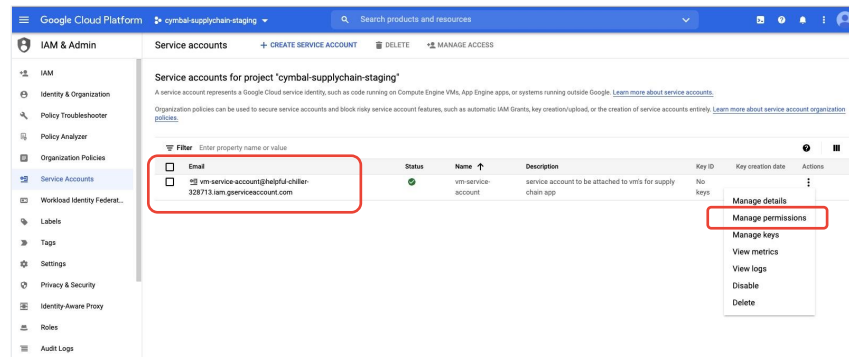 Google Cloud Platform
cymbal-supplychain-staging
Search products and resources
IAM & Admin
Service accounts
+ CREATE SERVICE ACCOUNT
DELETE
MANAGE ACCESS
IAM
Identity & Organization
Policy Troubleshooter
Policy Analyzer
Organization Policies
Service Accounts
Workload Identity Federat...
Labels
Tags
Settings
Privacy & Security
Identity-Aware Proxy
Roles
Audit Logs
Service accounts for project "cymbal-supplychain-staging"
A service account represents a Google Cloud service identity, such as code running on Compute Engine VMs, App Engine apps, or systems running outside Google. Learn more about service accounts.
Organization policies can be used to secure service accounts and block risky service account features, such as automatic IAM Grants, key creation/upload, or the creation of service accounts entirely. Learn more about service account organization
policies.
Filter Enter property name or value
Email Status Name Description Key ID Key creation date Actions
vm-service-account@helpful-chiller-
328713.iam.gserviceaccount.com
vm-service-
account
service account to be attached to vm's for supply
chain app
No
keys
Manage details
Manage permissions
Manage keys
View metrics
View logs
Disable
Delete